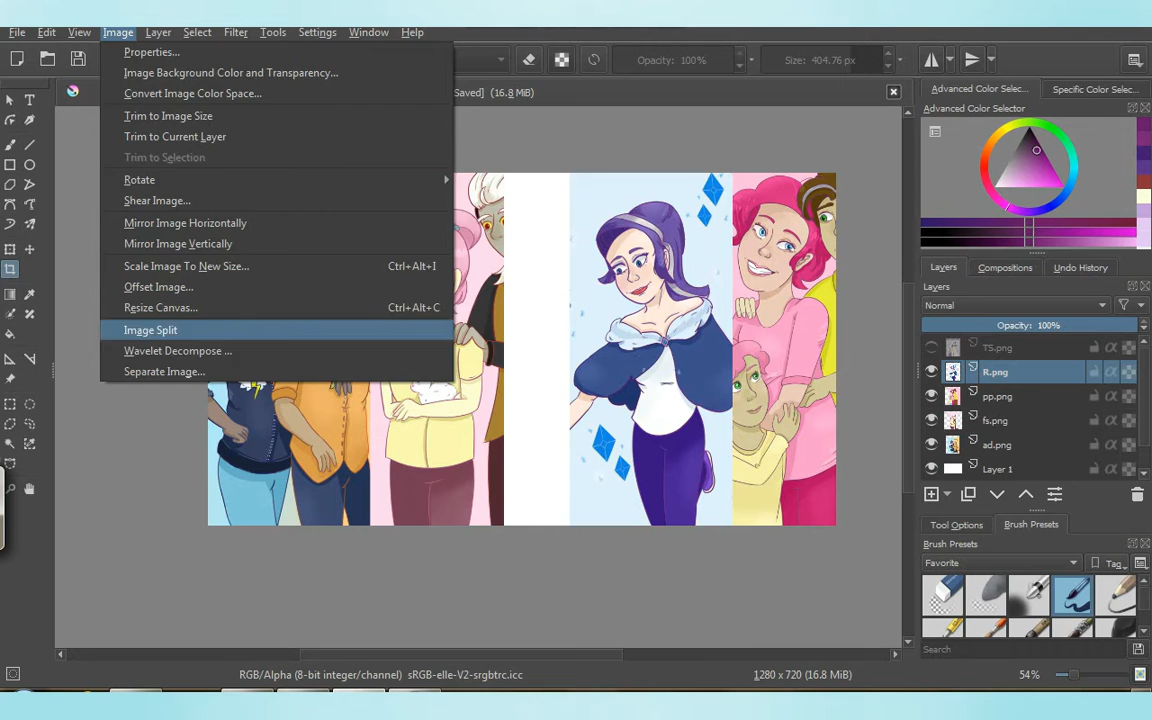 File Edit View Image Layer Select Filter Tools Settings Windows Help
Opacity: 100% Size: 404.76 px
Saved] (16.8 MiB)
Properties...
Image Background Color and Transparency...
Convert Image Color Space...
Trim to Image Size
Trim to Current Layer
Trim to Selection
Rotate
Shear Image...
Mirror Image Horizontally
Mirror Image Vertically
Scale Image To New Size... Ctrl+Alt+I
Offset Image...
Resize Canvas... Ctrl+Alt+C
Image Split
Wavelet Decompose ...
Separate Image...
Advanced Color Selec... Specific Color Selec...
Advanced Color Selector
Layers Compositions Undo History
Layers
Normal
Opacity: 100%
TS.png
R.png
pp.png
fs.png
ad.png
Layer 1
Tool Options Brush Presets
Brush Presets
Favorite Tag
Search
RGB/Alpha (8-bit integer/channel) sRGB-elle-V2-srgbtrc.icc 1280 x 720 (16.8 MiB) 54%